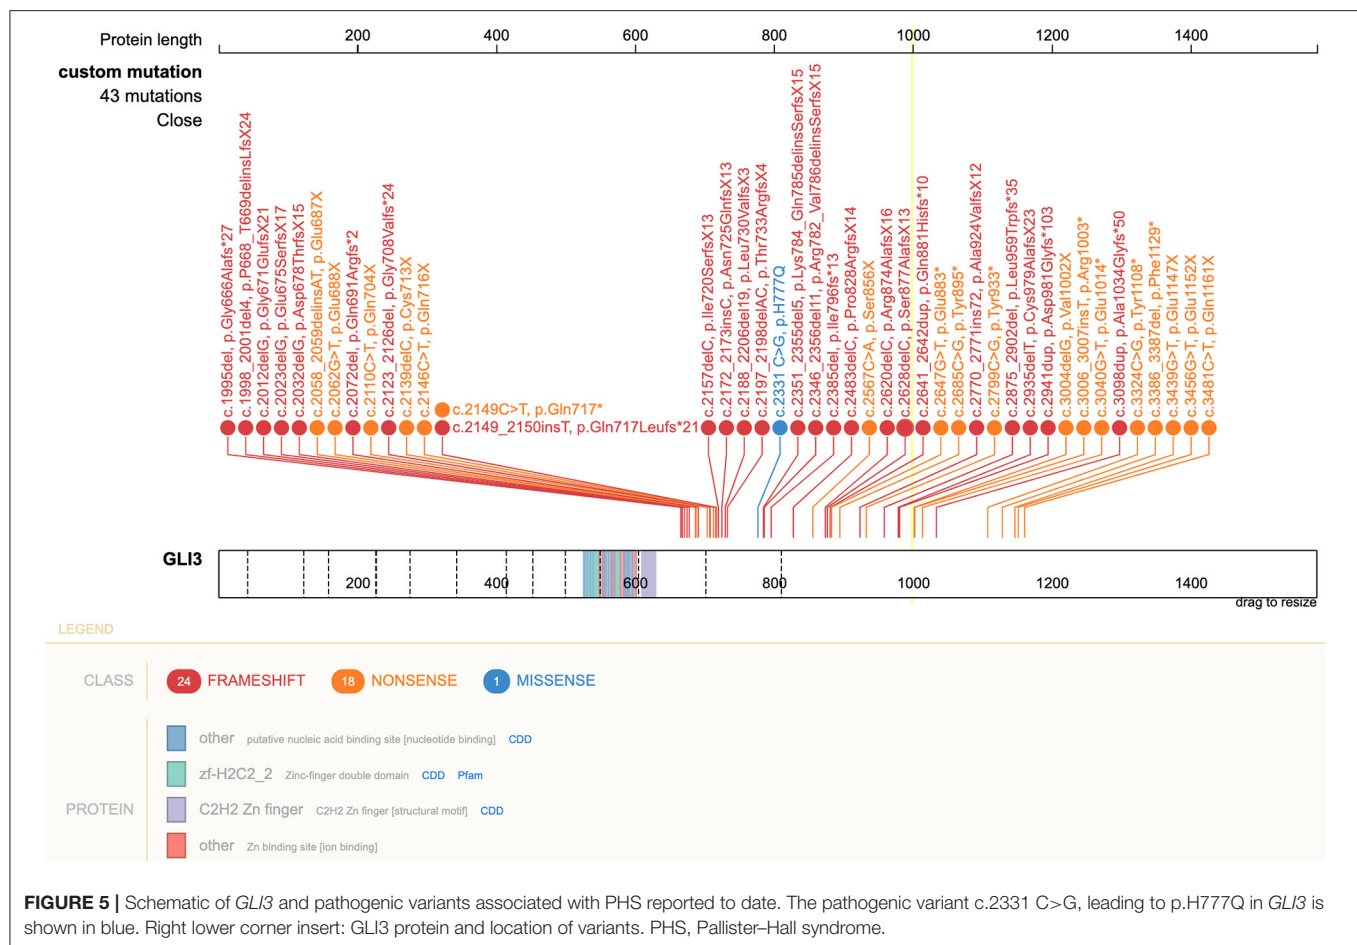 Protein length
200 400 600 800 1000 1200 1400
custom mutation
43 mutations
Close
c.1995del, p.Gly666Alafs*27
c.1998_2001del4, p.P668_T669delinsLfsX24
c.2012delG, p.Gly671GlufsX21
c.2023delG, p.Glu675SerfsX17
c.2032delG, p.Asp678ThrfsX15
c.2058_2059delinsAT, p.Glu687X
c.2062G>T, p.Glu688X
c.2072del, p.Gln691Argfs*2
c.2110C>T, p.Gln704X
c.2123_2126del, p.Gly708Valfs*24
c.2139delC, p.Cys713X
c.2146C>T, p.Gln716X
c.2149C>T, p.Gln717*
c.2149_2150insT, p.Gln717Leufs*21
c.2157delC, p.Ile720SerfsX13
c.2172_2173insC, p.Asn725GlnfsX13
c.2188_2206del19, p.Leu730ValfsX3
c.2197_2198delAC, p.Thr733ArgfsX4
c.2331 C>G, p.H777Q
c.2351_2355del5, p.Lys784_Gln785delinsSerfsX15
c.2346_2356del11, p.Arg782_Val786delinsSerfsX15
c.2385del, p.Ile796fs*13
c.2483delC, p.Pro828ArgfsX14
c.2567C>A, p.Ser856X
c.2620delC, p.Arg874AlafsX16
c.2628delC, p.Ser877AlafsX13
c.2641_2642dup, p.Gln881Hisfs*10
c.2647G>T, p.Glu883*
c.2685C>G, p.Tyr895*
c.2799C>G, p.Tyr933*
c.2770_2771ins72, p.Ala924ValfsX12
c.2875_2902del, p.Leu959Trpfs*35
c.2935delT, p.Cys979AlafsX23
c.2941dup, p.Asp981Glyfs*103
c.3004delG, p.Val1002X
c.3006_3007insT, p.Arg1003*
c.3040G>T, p.Glu1014*
c.3098dup, p.Ala1034Glyfs*50
c.3324C>G, p.Tyr1108*
c.3386_3387del, p.Phe1129*
c.3439G>T, p.Glu1147X
c.3456G>T, p.Glu1152X
c.3481C>T, p.Gln1161X
GLI3
200 400 600 800 1000 1200 1400
drag to resize
LEGEND
CLASS 24 FRAMESHIFT 18 NONSENSE 1 MISSENSE
other putative nucleic acid binding site [nucleotide binding] CDD
zf-H2C2_2 Zinc-finger double domain CDD Pfam
PROTEIN C2H2 Zn finger C2H2 Zn finger [structural motif] CDD
other Zn binding site [ion binding]
FIGURE 5 | Schematic of GLI3 and pathogenic variants associated with PHS reported to date. The pathogenic variant c.2331 C>G, leading to p.H777Q in GLI3 is
shown in blue. Right lower corner insert: GLI3 protein and location of variants. PHS, Pallister–Hall syndrome.